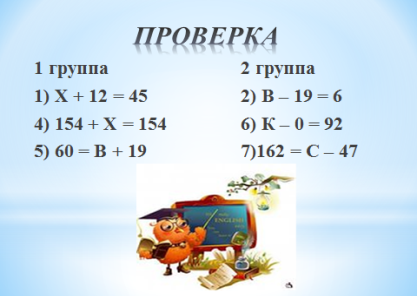 ПРОВЕРКА
1 группа
1) Х + 12 = 45
4) 154 + Х = 154
5) 60 = В + 19
2 группа
2) В – 19 = 6
6) К – 0 = 92
7)162 = С – 47
ENGLISH